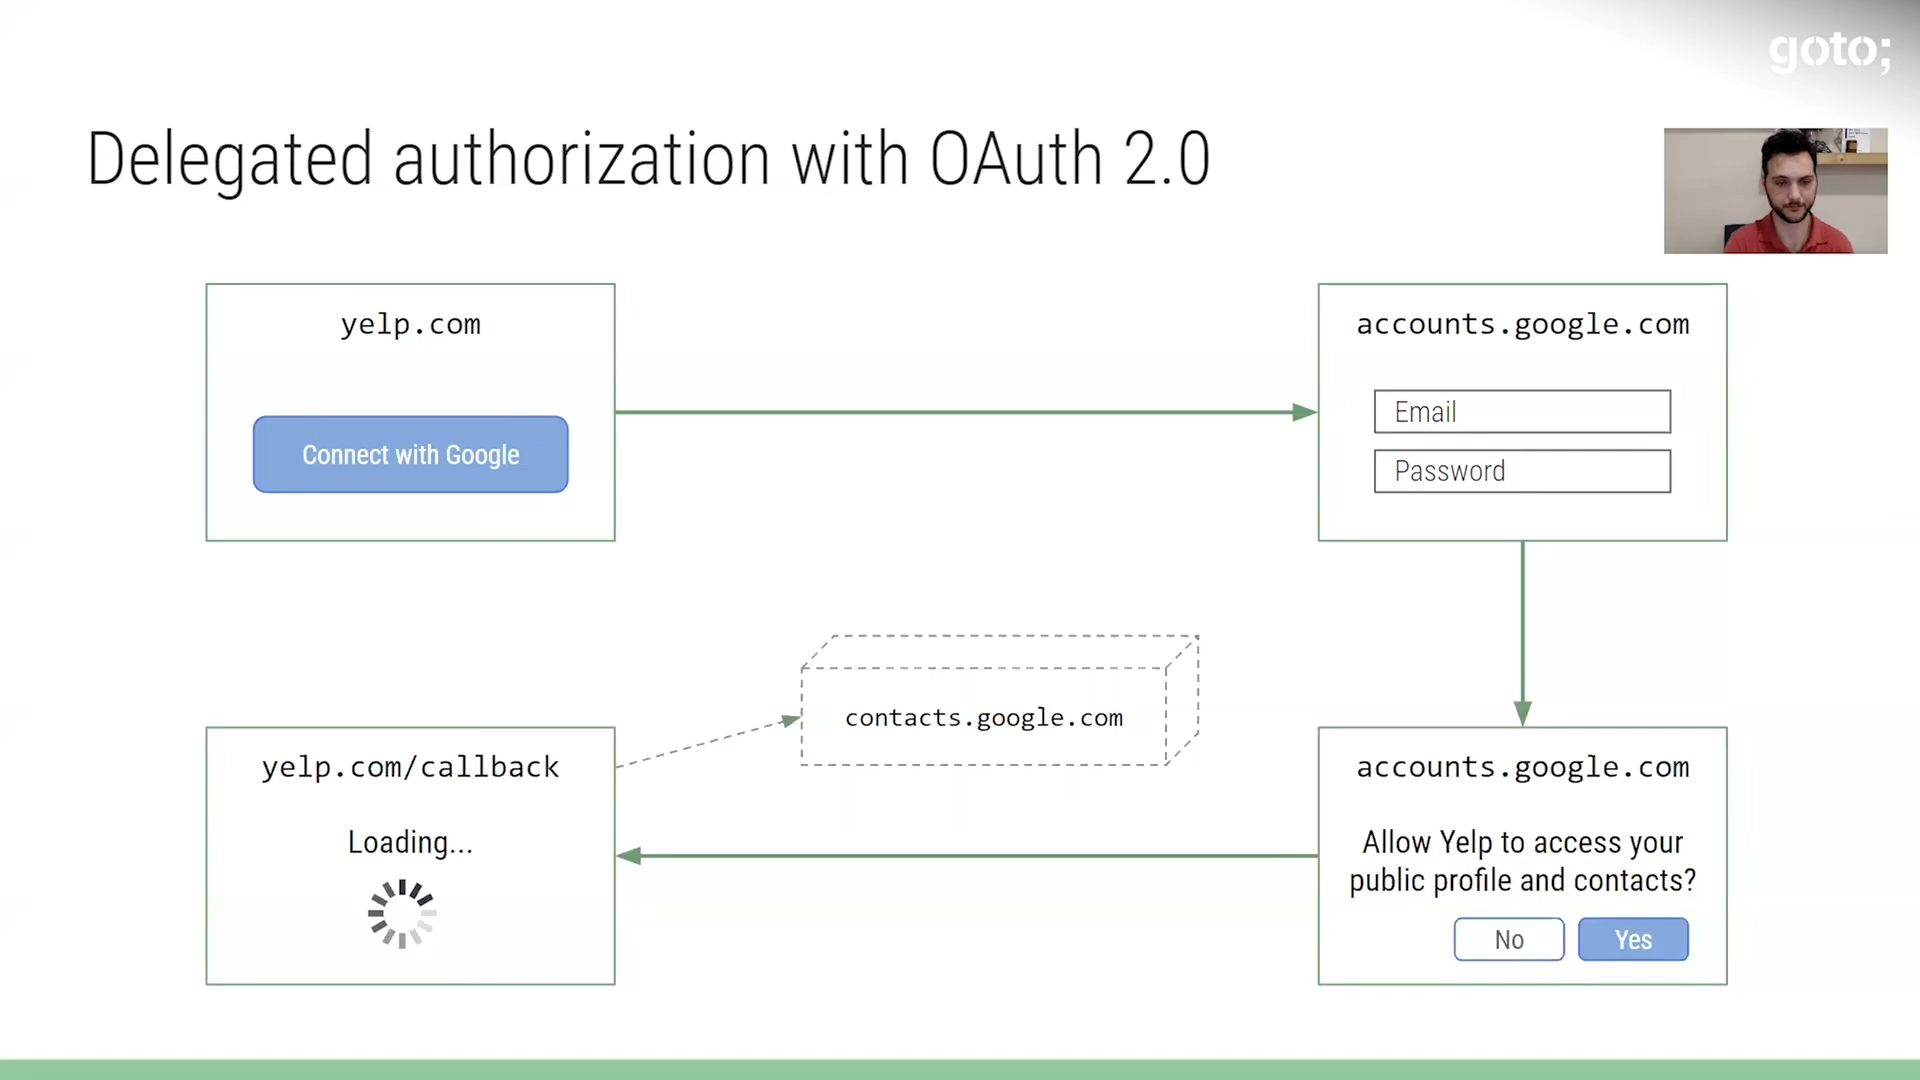 goto;
Delegated authorization with OAuth 2.0
yelp.com
Connect with Google
accounts.google.com
Email
Password
contacts.google.com
yelp.com/callback
Loading...
accounts.google.com
Allow Yelp to access your
public profile and contacts?
No
Yes